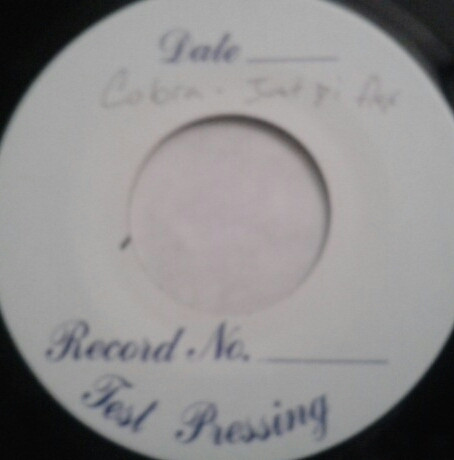 Date
Cobra -
Record No.
Test Pressing